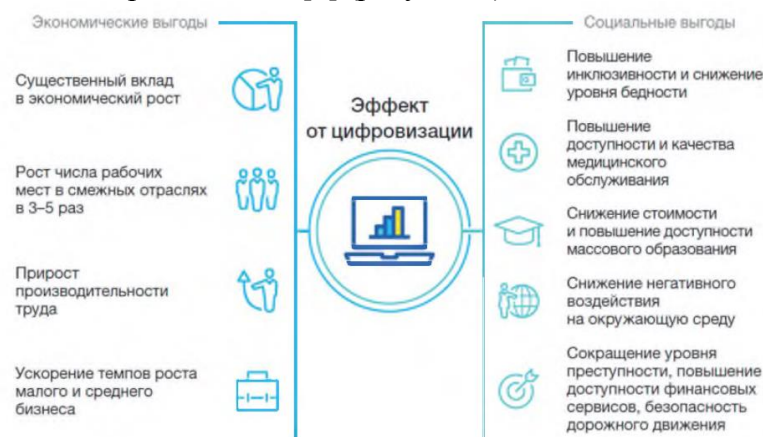 Экономические выгоды
Существенный вклад
в экономический рост
Рост числа рабочих
мест в смежных отраслях
в 3–5 раз
Прирост
производительности
труда
Ускорение темпов роста
малого и среднего
бизнеса
Эффект
от цифровизации
Социальные выгоды
Повышение
инклюзивности и снижение
уровня бедности
Повышение
доступности и качества
медицинского
обслуживания
Снижение стоимости
и повышение доступности
массового образования
Снижение негативного
воздействия
на окружающую среду
Сокращение уровня
преступности, повышение
доступности финансовых
сервисов, безопасность
дорожного движения